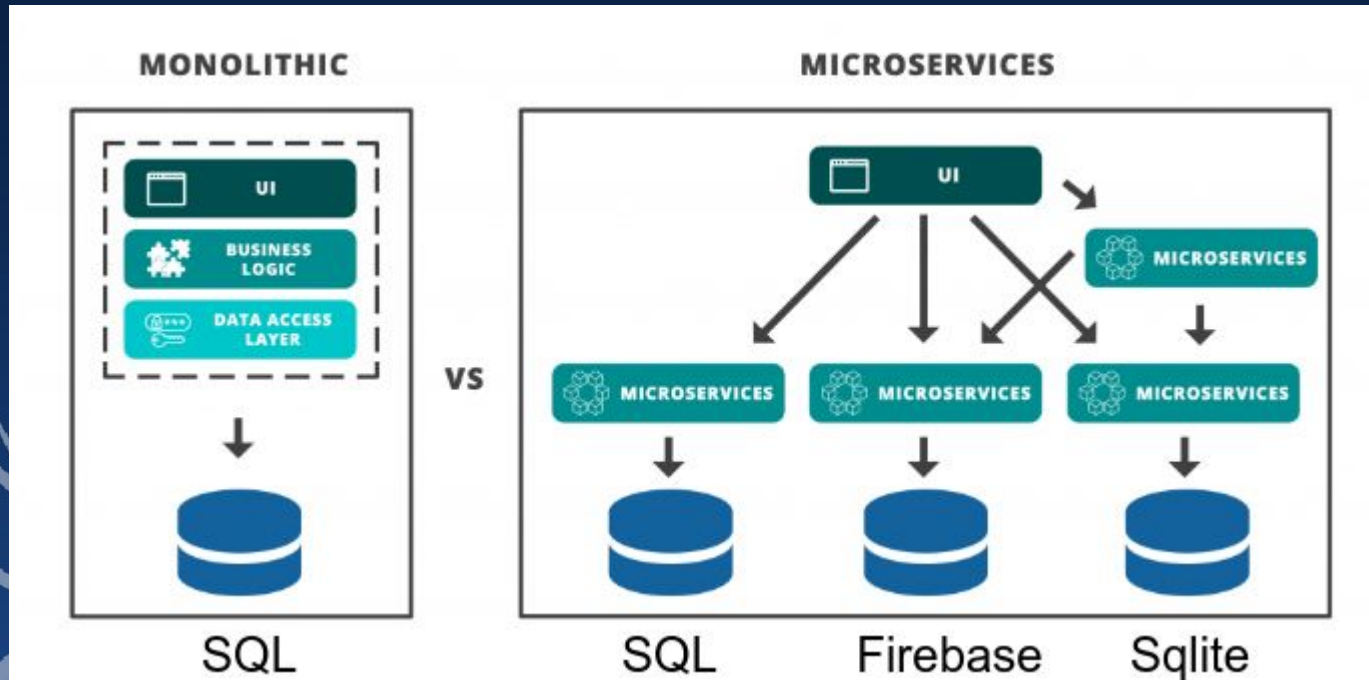 MONOLITHIC
UI
BUSINESS
LOGIC
DATA ACCESS
LAYER
SQL
VS
MICROSERVICES
UI
MICROSERVICES
MICROSERVICES
MICROSERVICES
MICROSERVICES
SQL
Firebase
Sqlite